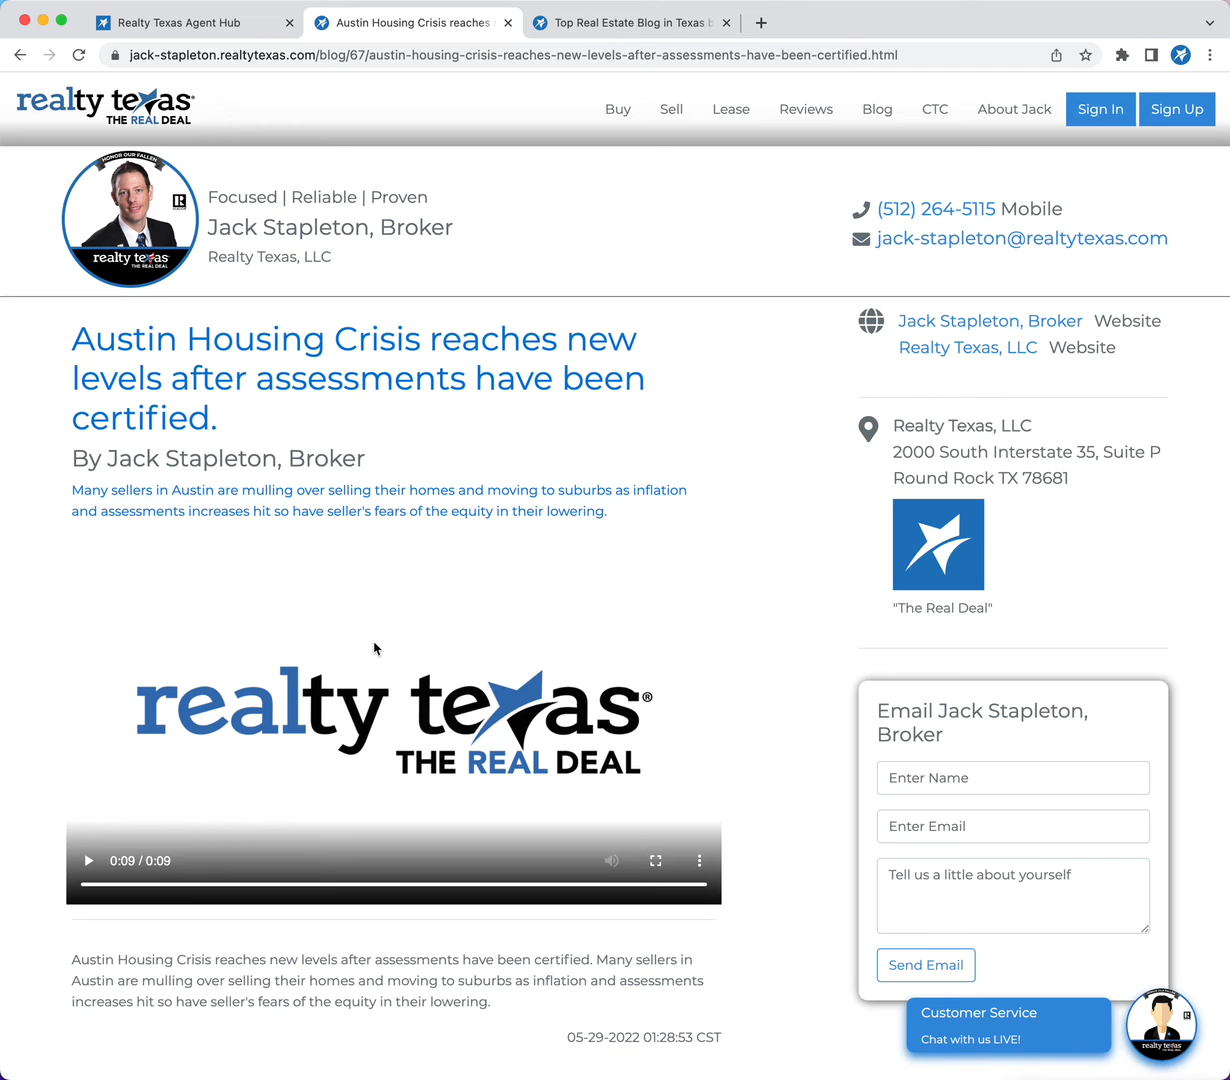 Realty Texas Agent Hub
Austin Housing Crisis reaches
Top Real Estate Blog in Texas b
jack-stapleton.realtytexas.com/blog/67/austin-housing-crisis-reaches-new-levels-after-assessments-have-been-certified.html
realty texas®
THE REAL DEAL
Buy
Sell
Lease
Reviews
Blog
CTC
About Jack
Sign In
Sign Up
HONOR OUR FALLEN
realty texas
THE REAL DEAL
Focused | Reliable | Proven
Jack Stapleton, Broker
Realty Texas, LLC
(512) 264-5115 Mobile
jack-stapleton@realtytexas.com
Austin Housing Crisis reaches new
levels after assessments have been
certified.
By Jack Stapleton, Broker
Many sellers in Austin are mulling over selling their homes and moving to suburbs as inflation
and assessments increases hit so have seller's fears of the equity in their lowering.
realty texas®
THE REAL DEAL
0:09 / 0:09
Austin Housing Crisis reaches new levels after assessments have been certified. Many sellers in
Austin are mulling over selling their homes and moving to suburbs as inflation and assessments
increases hit so have seller's fears of the equity in their lowering.
05-29-2022 01:28:53 CST
Jack Stapleton, Broker Website
Realty Texas, LLC Website
Realty Texas, LLC
2000 South Interstate 35, Suite P
Round Rock TX 78681
"The Real Deal"
Email Jack Stapleton,
Broker
Enter Name
Enter Email
Tell us a little about yourself
Send Email
Customer Service
Chat with us LIVE!
realty texas